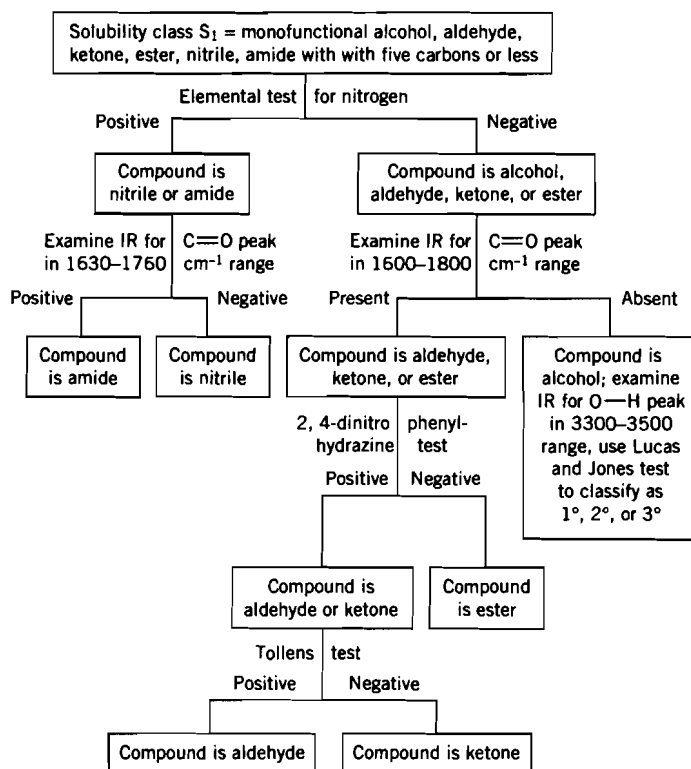 Solubility class S₁ = monofunctional alcohol, aldehyde,
ketone, ester, nitrile, amide with with five carbons or less
Elemental test for nitrogen
Positive
Negative
Compound is
nitrile or amide
Compound is alcohol,
aldehyde, ketone, or ester
Examine IR for C=O peak
in 1630–1760 cm⁻¹ range
Examine IR for C=O peak
in 1600–1800 cm⁻¹ range
Positive
Negative
Present
Absent
Compound
is amide
Compound
is nitrile
Compound is aldehyde,
ketone, or ester
Compound is
alcohol; examine
IR for O—H peak
in 3300–3500
range, use Lucas
and Jones test
to classify as
1°, 2°, or 3°
2, 4-dinitro phenyl-
hydrazine test
Positive
Negative
Compound is
aldehyde or ketone
Compound
is ester
Tollens test
Positive
Negative
Compound is aldehyde
Compound is ketone